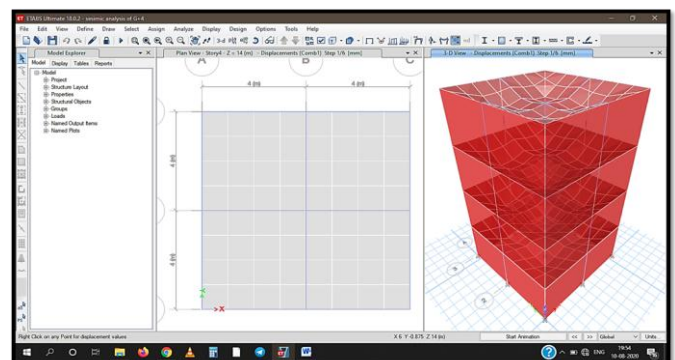 ETABS Ultimate 18.0.2 - seismic analysis of G+4
File Edit View Define Draw Select Assign Analyze Display Design Options Tools Help
Model Explorer
Model Display Tables Reports
Model
Project
Structure Layout
Properties
Structural Objects
Groups
Loads
Named Output Items
Named Plots
Plan View - Story4 - Z = 14 (m) - Displacements (Comb1) Step 1/6 [mm]
A B C
4 (m) 4 (m)
4 (m)
4 (m)
X
3-D View - Displacements (Comb1) Step 1/6 [mm]
Right Click on any Point for displacement values
X 6 Y -0.875 Z 14 (m)
Start Animation
<< >> Global Units...
ENG
19:54
10-08-2020